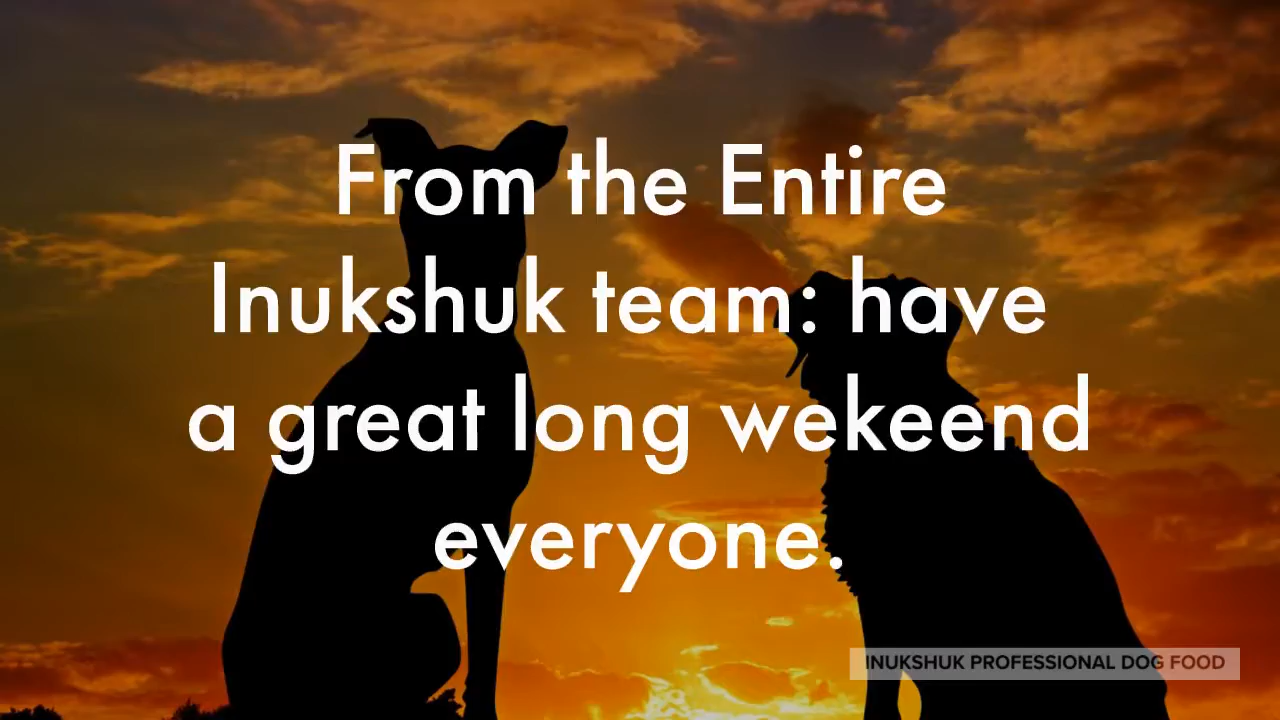 From the Entire
Inukshuk team: have
a great long wekeend
everyone.
INUKSHUK PROFESSIONAL DOG FOOD